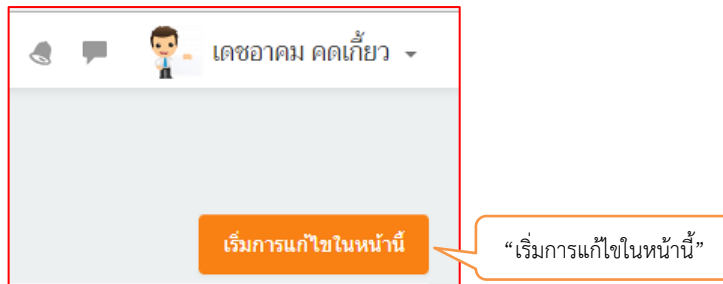 เดชอาคม คดเกี้ยว
เริ่มการแก้ไขในหน้านี้
“เริ่มการแก้ไขในหน้านี้”